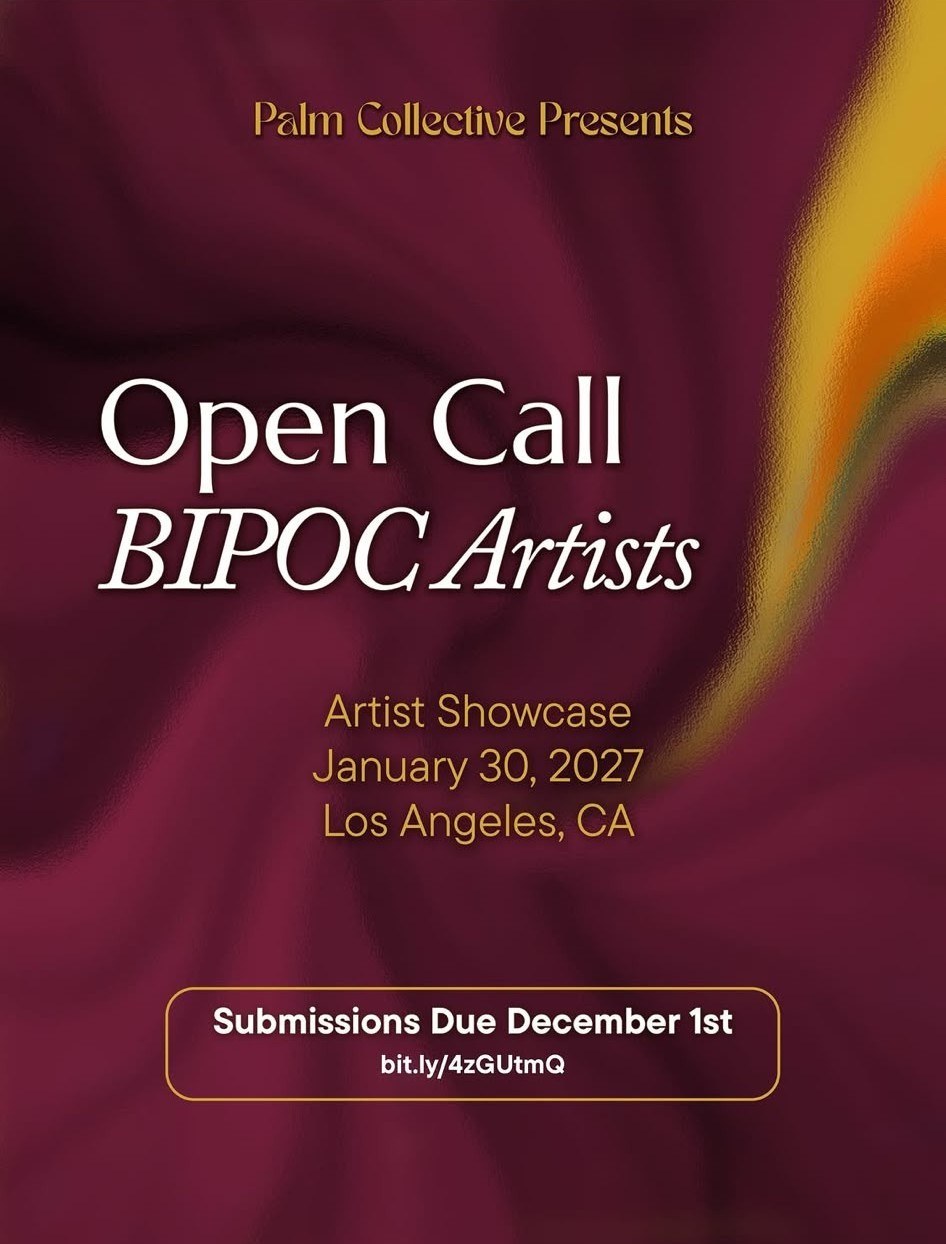 Palm Collective Presents
Open Call
BIPOC Artists
Artist Showcase
January 30, 2027
Los Angeles, CA
Submissions Due December 1st
bit.ly/4zGUtmQ